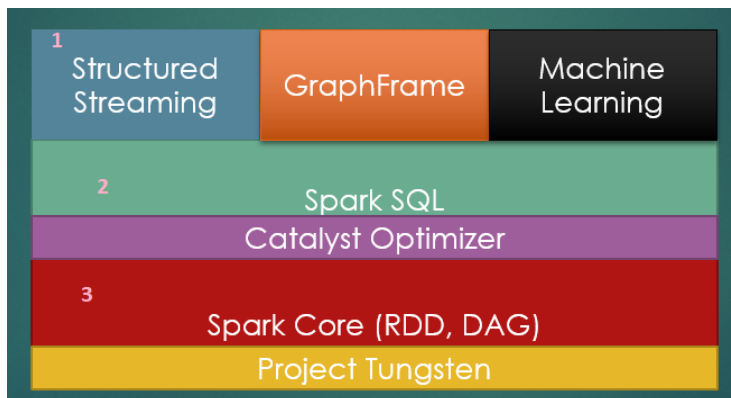 1
Structured
Streaming
GraphFrame
Machine
Learning
2
Spark SQL
Catalyst Optimizer
3
Spark Core (RDD, DAG)
Project Tungsten